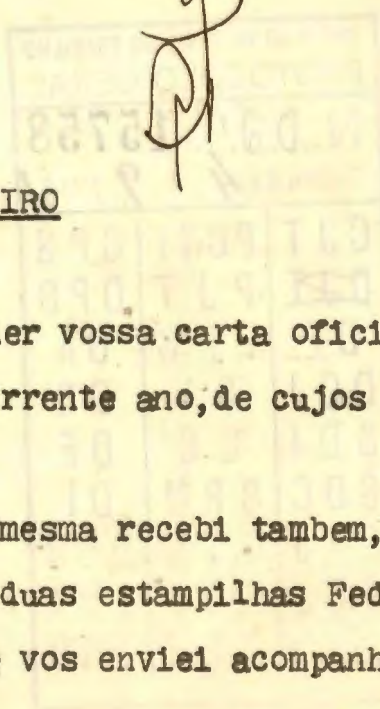 IRO
er vossa carta ofici
rrente ano,de cujos
mesma recebi tambem,
duas estampilhas Fed
vos enviei acompanh